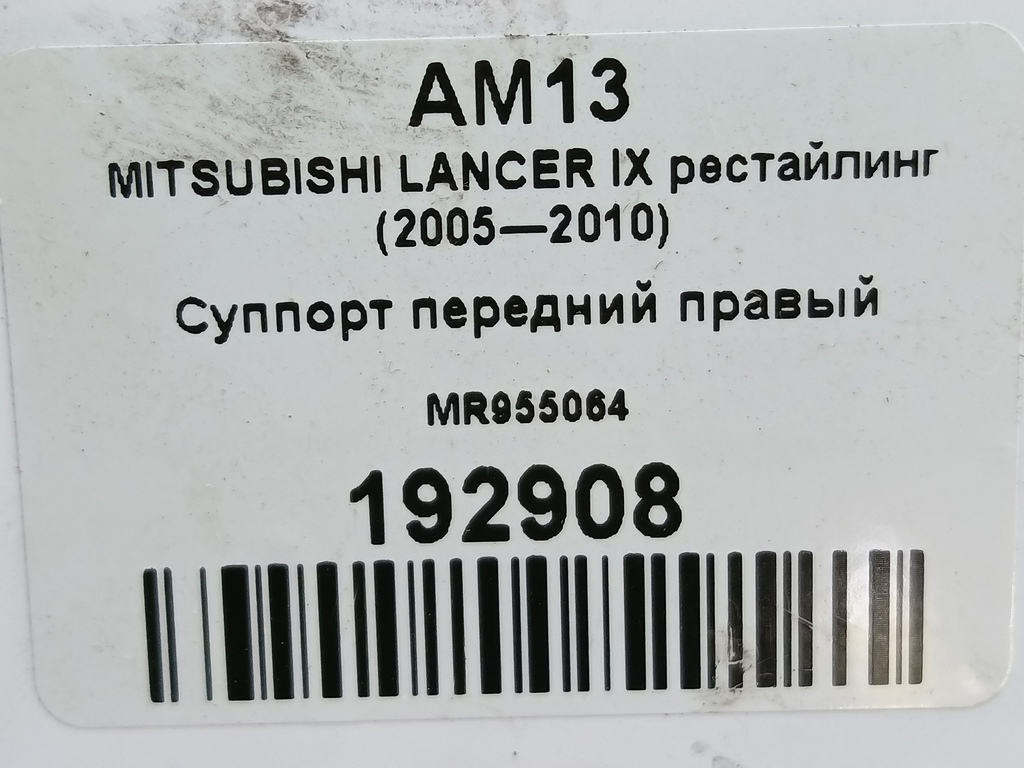 AM13
MITSUBISHI LANCER IX рестайлинг
(2005—2010)
Суппорт передний правый
MR955064
192908